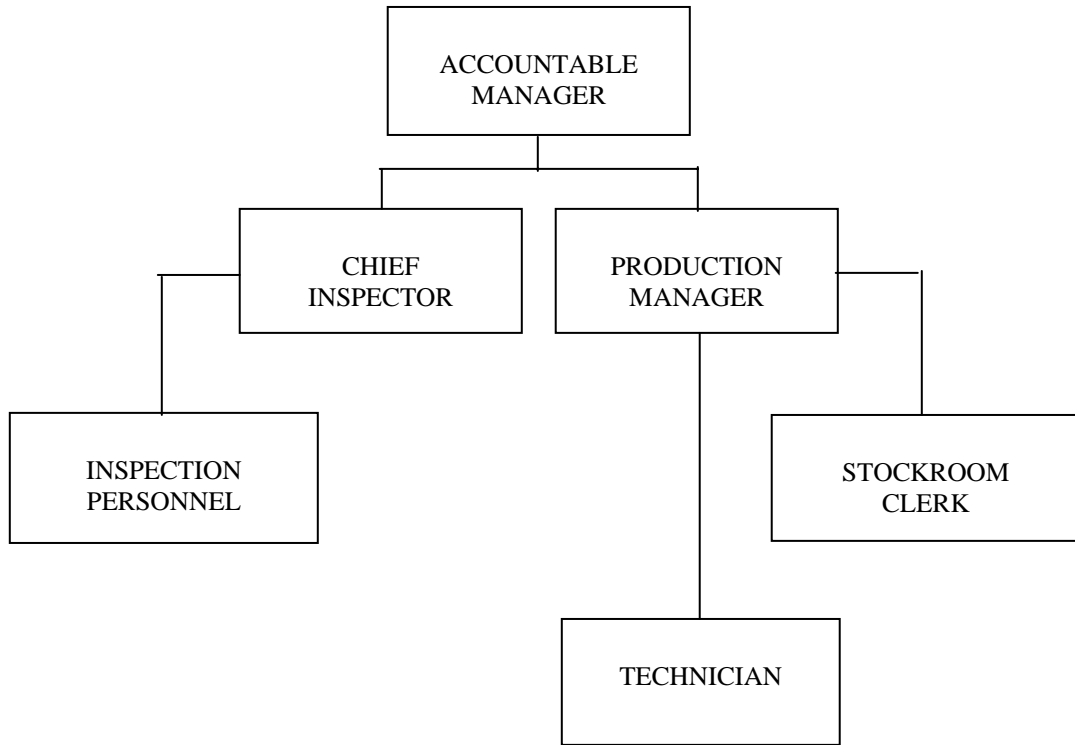 ACCOUNTABLE
MANAGER
CHIEF
INSPECTOR
PRODUCTION
MANAGER
INSPECTION
PERSONNEL
STOCKROOM
CLERK
TECHNICIAN